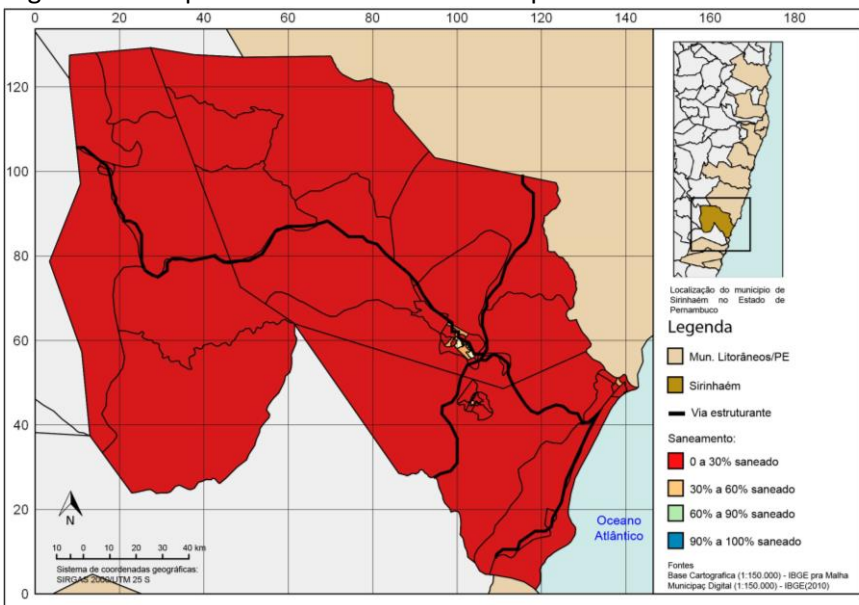 0 20 40 60 80 100 120 140 160 180
120
100
80
60
40
20
0
N
10 0 10 20 30 40 km
Sistema de coordenadas geográficas:
SIRGAS 2000/UTM 25 S
Oceano
Atlântico
Localização do municipio de
Sirinhaém no Estado de
Pernambuco
Legenda
Mun. Litorâneos/PE
Sirinhaém
Via estruturante
Saneamento:
0 a 30% saneado
30% a 60% saneado
60% a 90% saneado
90% a 100% saneado
Fontes
Base Cartografica (1:150.000) - IBGE pra Malha
Municipaç Digital (1:150.000) - IBGE(2010)